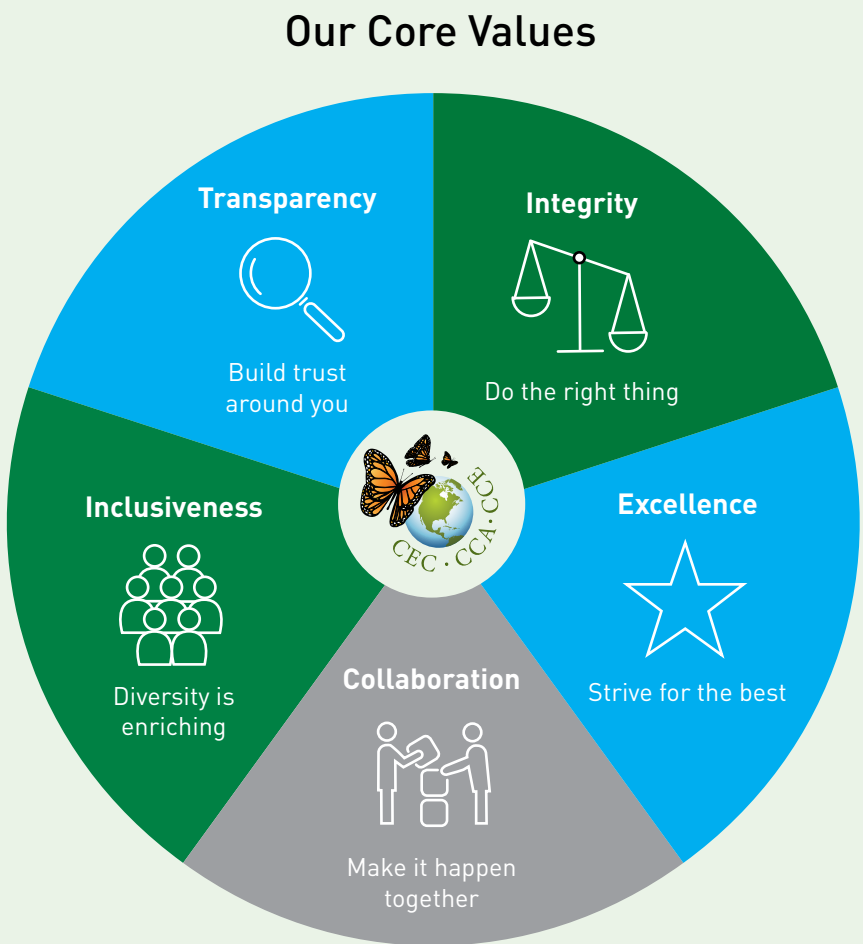 Our Core Values
Transparency
Build trust
around you
Integrity
Do the right thing
Excellence
Strive for the best
Collaboration
Make it happen
together
Inclusiveness
Diversity is
enriching
CEC · CCA · CCE